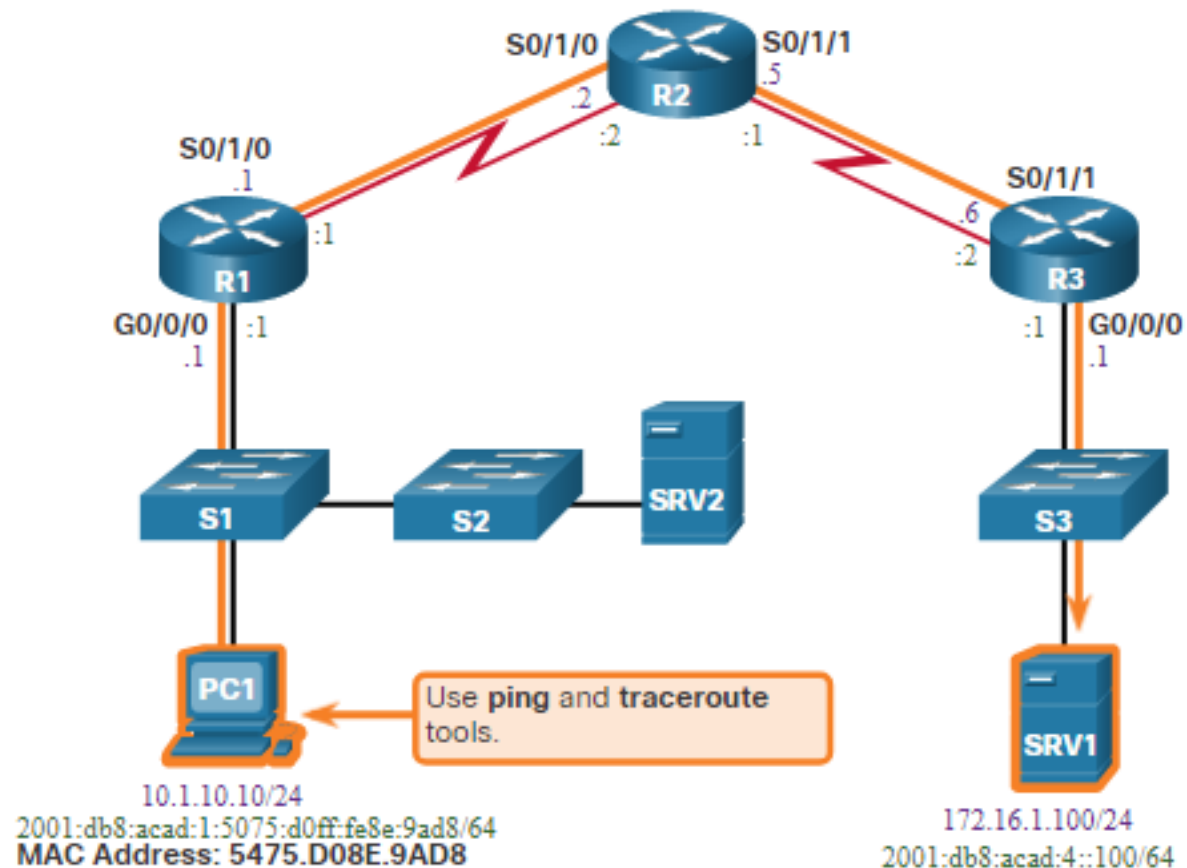 S0/1/0
S0/1/1
.5
R2
.2
:2
:1
S0/1/0
.1
S0/1/1
.6
:1
:2
R1
R3
G0/0/0
:1
.1
:1
G0/0/0
.1
S1
S2
SRV2
S3
PC1
Use ping and traceroute
tools.
SRV1
10.1.10.10/24
2001:db8:acad:1:5075:d0ff:fe8e:9ad8/64
MAC Address: 5475.D08E.9AD8
172.16.1.100/24
2001:db8:acad:4::100/64